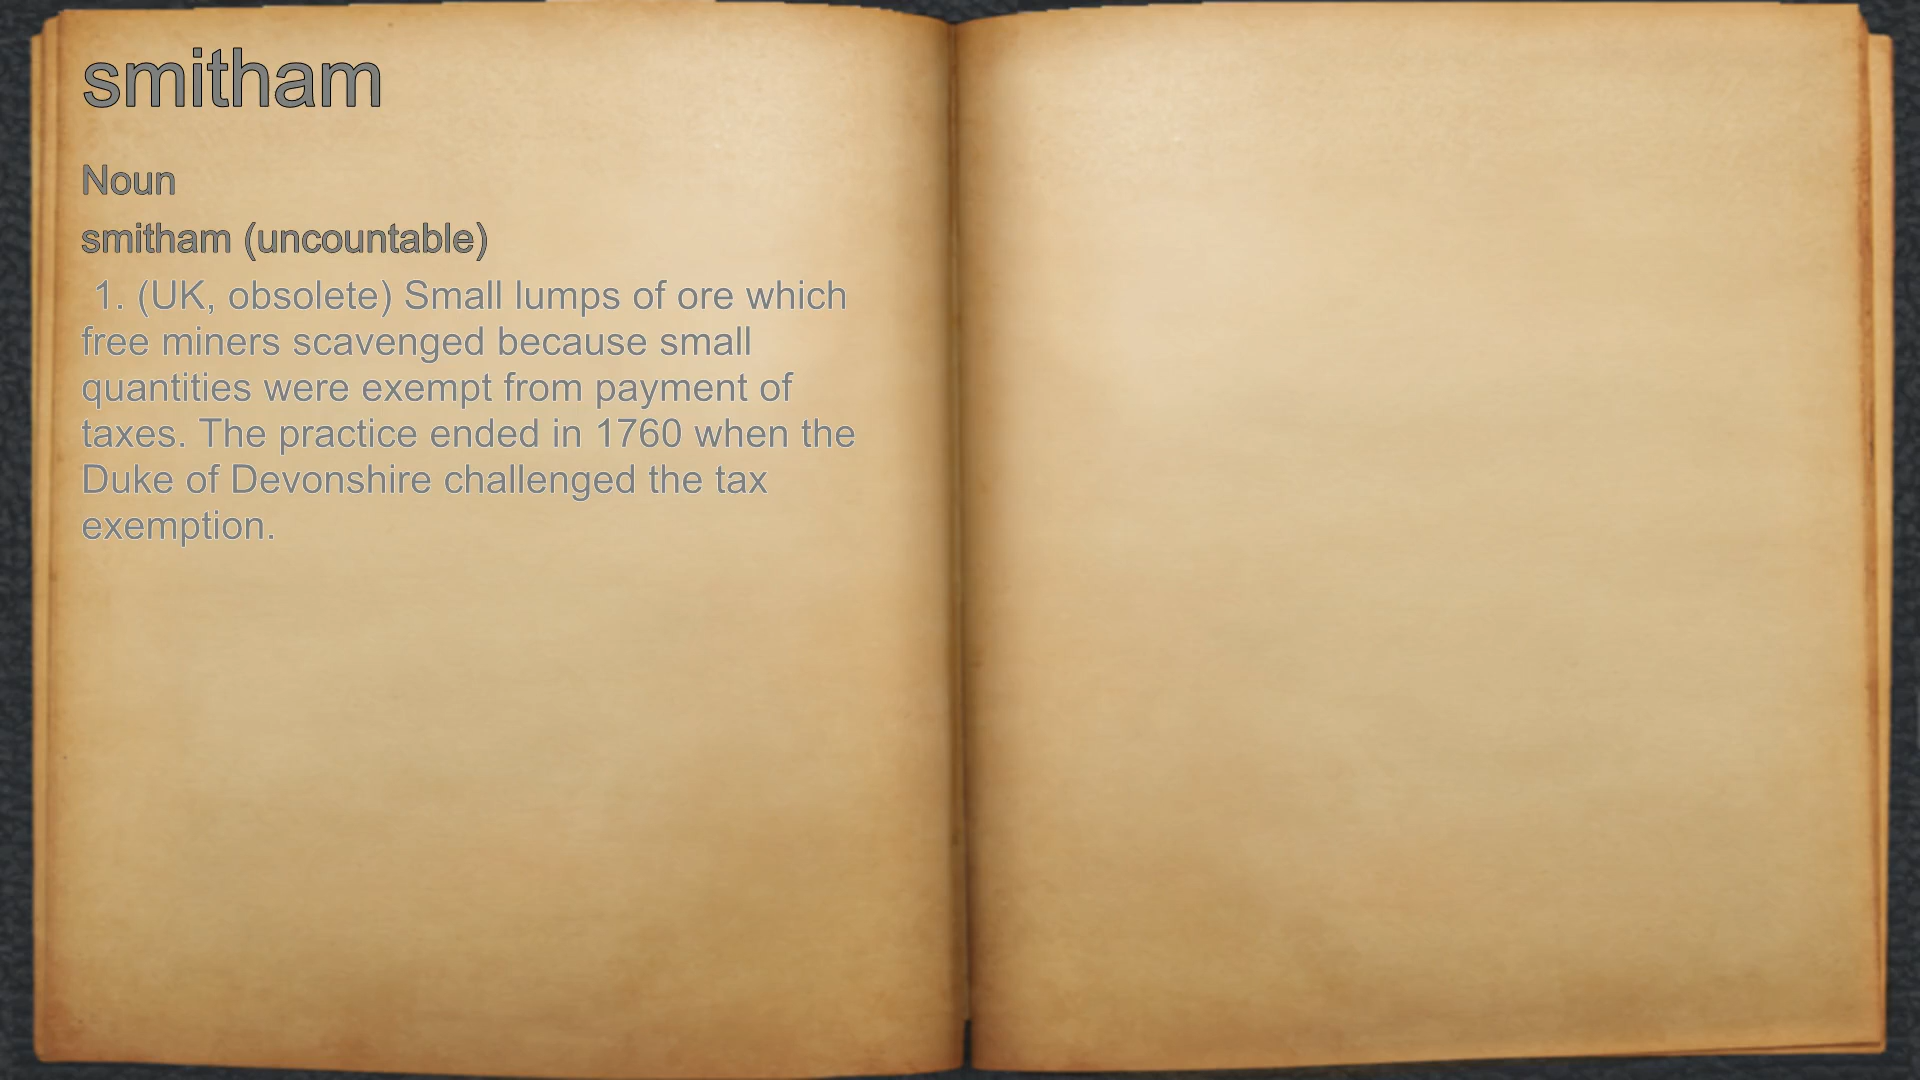 smitham
Noun
smitham (uncountable)
1. (UK, obsolete) Small lumps of ore which
free miners scavenged because small
quantities were exempt from payment of
taxes. The practice ended in 1760 when the
Duke of Devonshire challenged the tax
exemption.